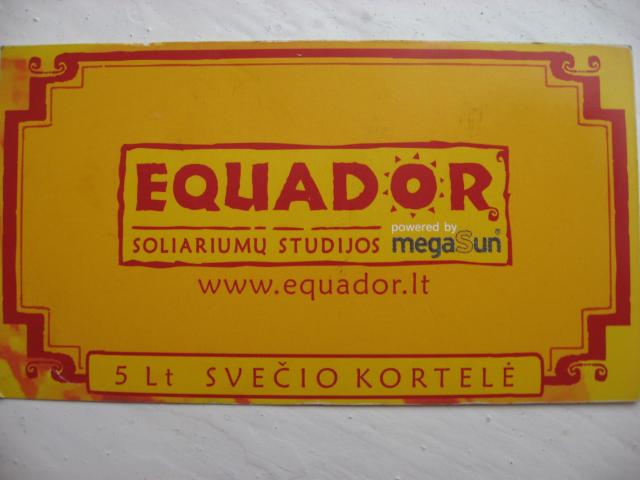 EQUADOR
SOLIARIUMŲ STUDIJOS
powered by
megaSun®
www.equador.lt
5 Lt SVEČIO KORTELĖ